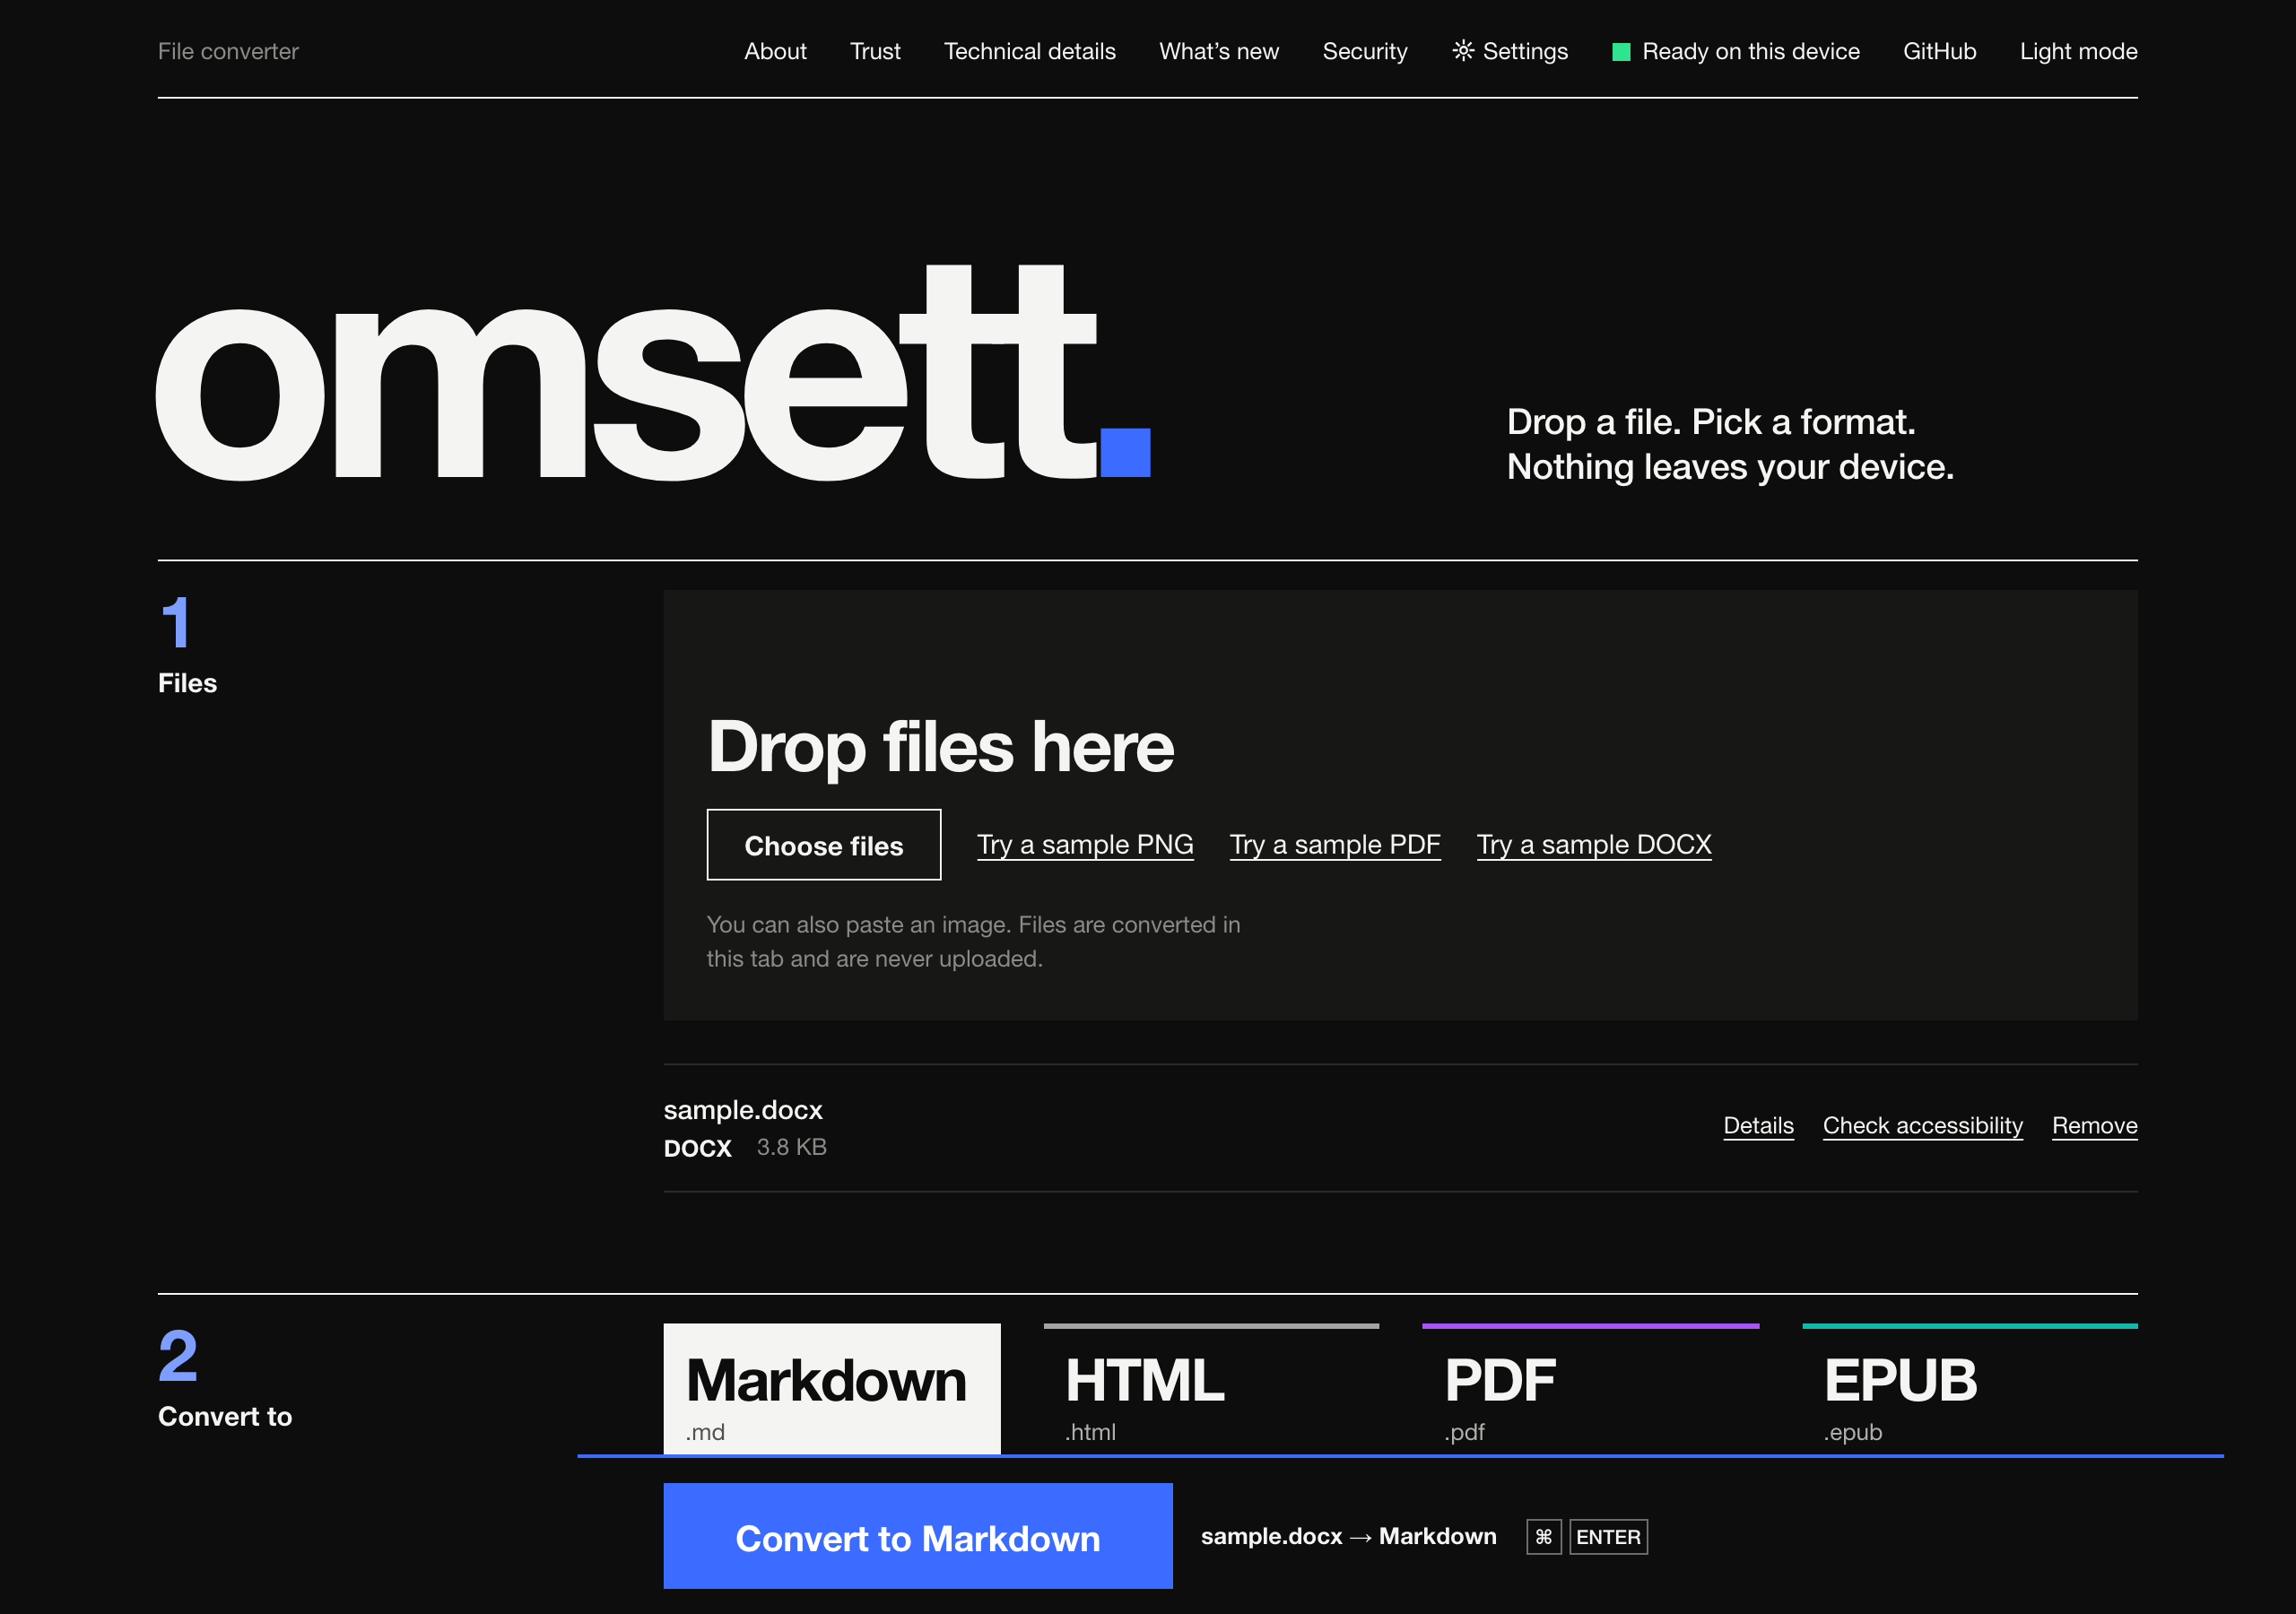 File converter
About Trust Technical details What’s new Security Settings Ready on this device GitHub Light mode
omsett.
Drop a file. Pick a format.
Nothing leaves your device.
1
Files
Drop files here
Choose files Try a sample PNG Try a sample PDF Try a sample DOCX
You can also paste an image. Files are converted in
this tab and are never uploaded.
sample.docx
DOCX 3.8 KB
Details Check accessibility Remove
2
Convert to
Markdown
.md
HTML
.html
PDF
.pdf
EPUB
.epub
Convert to Markdown
sample.docx → Markdown ⌘ ENTER